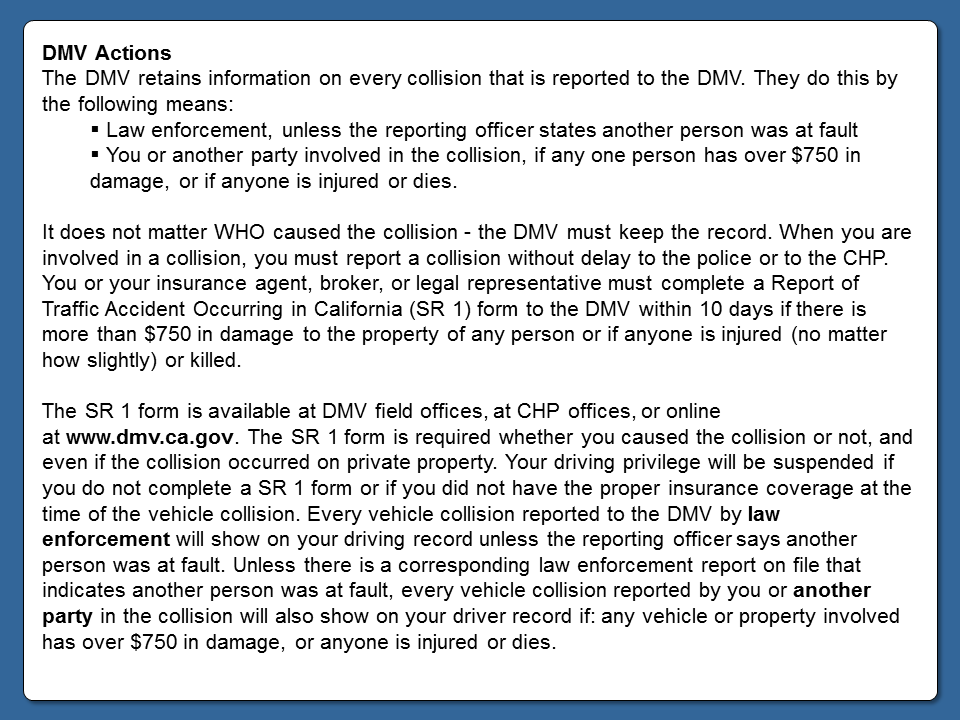 DMV Actions
The DMV retains information on every collision that is reported to the DMV. They do this by
the following means:
▪ Law enforcement, unless the reporting officer states another person was at fault
▪ You or another party involved in the collision, if any one person has over $750 in
damage, or if anyone is injured or dies.
It does not matter WHO caused the collision - the DMV must keep the record. When you are
involved in a collision, you must report a collision without delay to the police or to the CHP.
You or your insurance agent, broker, or legal representative must complete a Report of
Traffic Accident Occurring in California (SR 1) form to the DMV within 10 days if there is
more than $750 in damage to the property of any person or if anyone is injured (no matter
how slightly) or killed.
The SR 1 form is available at DMV field offices, at CHP offices, or online
at www.dmv.ca.gov. The SR 1 form is required whether you caused the collision or not, and
even if the collision occurred on private property. Your driving privilege will be suspended if
you do not complete a SR 1 form or if you did not have the proper insurance coverage at the
time of the vehicle collision. Every vehicle collision reported to the DMV by law
enforcement will show on your driving record unless the reporting officer says another
person was at fault. Unless there is a corresponding law enforcement report on file that
indicates another person was at fault, every vehicle collision reported by you or another
party in the collision will also show on your driver record if: any vehicle or property involved
has over $750 in damage, or anyone is injured or dies.